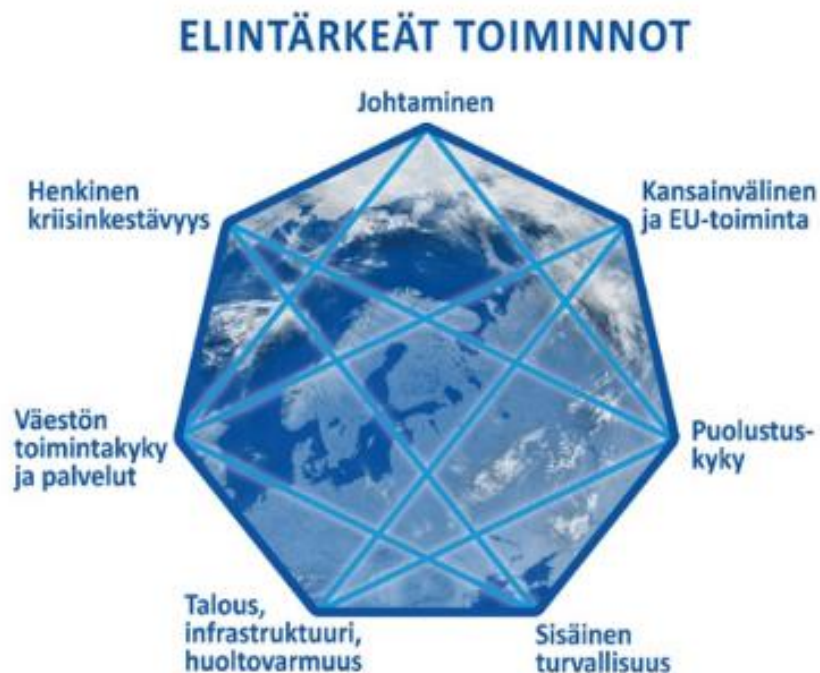 ELINTÄRKEÄT TOIMINNOT
Johtaminen
Henkinen
kriisinkestävyys
Kansainvälinen
ja EU-toiminta
Väestön
toimintakyky
ja palvelut
Puolustus-
kyky
Talous,
infrastruktuuri,
huoltovarmuus
Sisäinen
turvallisuus